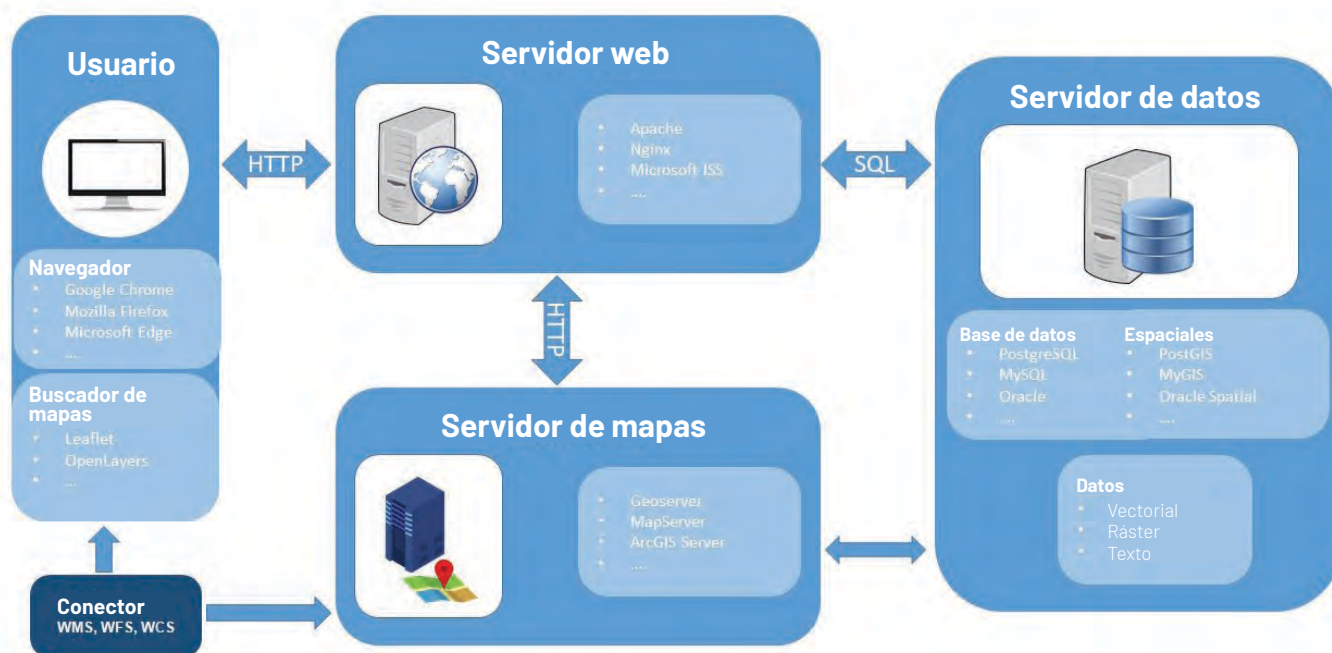 Usuario
Navegador
• Google Chrome
• Mozilla Firefox
• Microsoft Edge
• ....
Buscador de
mapas
• Leaflet
• OpenLayers
• ...
Conector
WMS, WFS, WCS
HTTP
Servidor web
• Apache
• Nginx
• Microsoft ISS
• ....
HTTP
Servidor de mapas
• Geoserver
• MapServer
• ArcGIS Server
• ....
SQL
Servidor de datos
Base de datos
• PostgreSQL
• MySQL
• Oracle
• ....
Espaciales
• PostGIS
• MyGIS
• Oracle Spatial
• ....
Datos
• Vectorial
• Ráster
• Texto